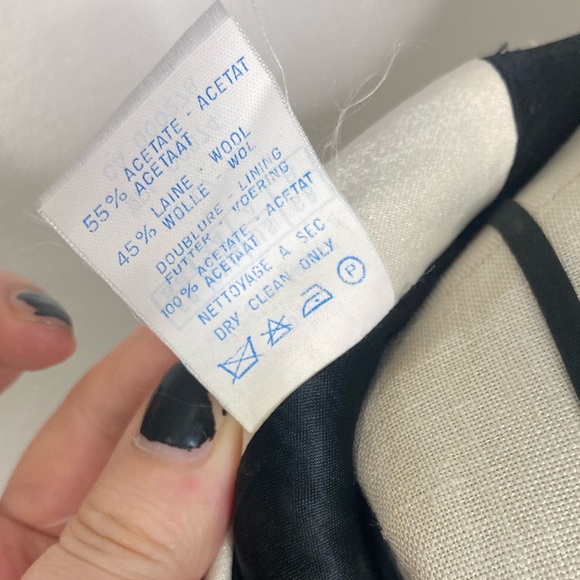 55% ACETATE - ACETAT
ACETAAT
45% LAINE - WOOL
WOLLE - WOL
DOUBLURE - LINING
FUTTER - VOERING
100% ACETATE - ACETAT
ACETAAT
NETTOYAGE A SEC
DRY CLEAN ONLY
P